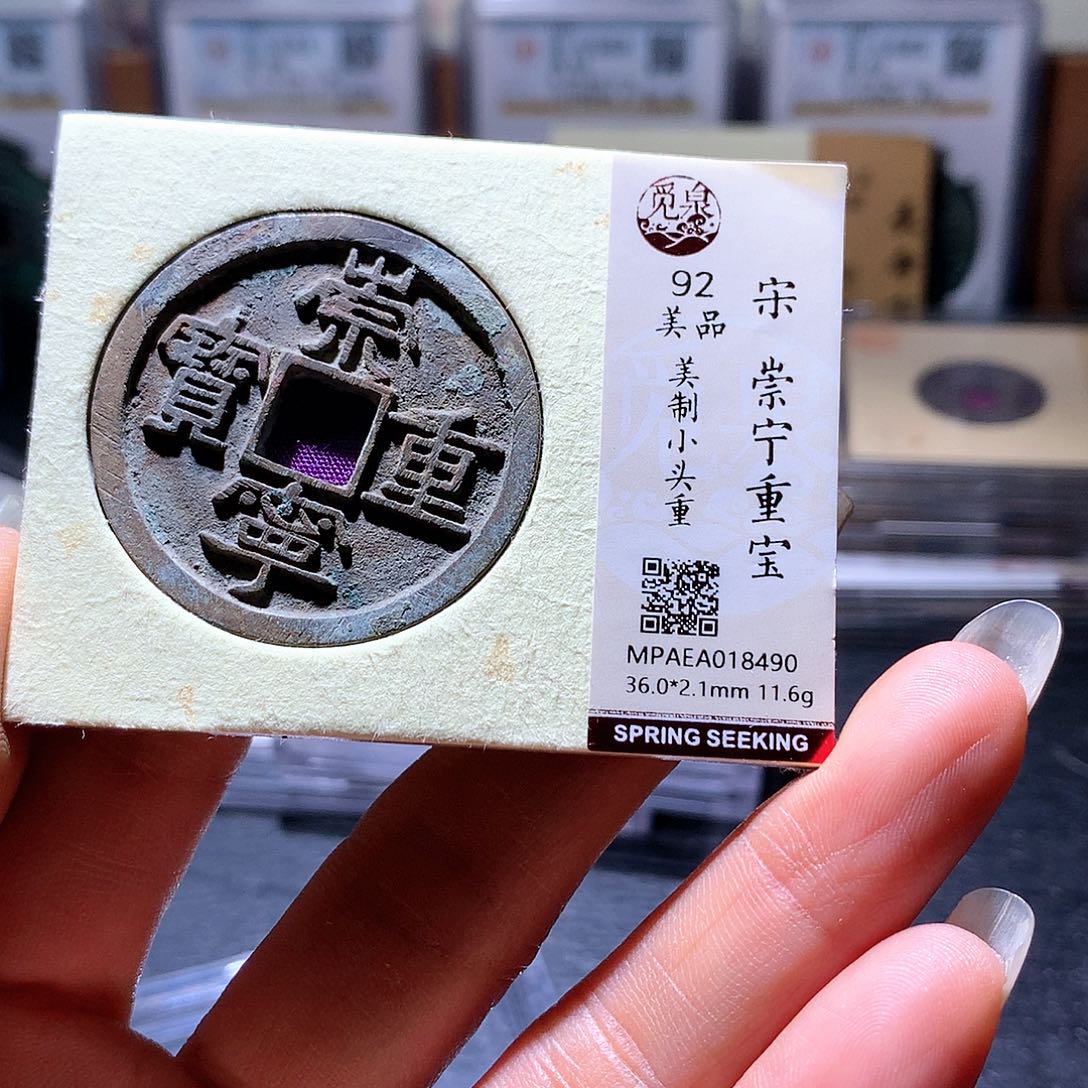 崇
重
寧
寶
觅泉
宋 崇宁重宝
92
美品
美制小头重
MPAEA018490
36.0*2.1mm 11.6g
SPRING SEEKING